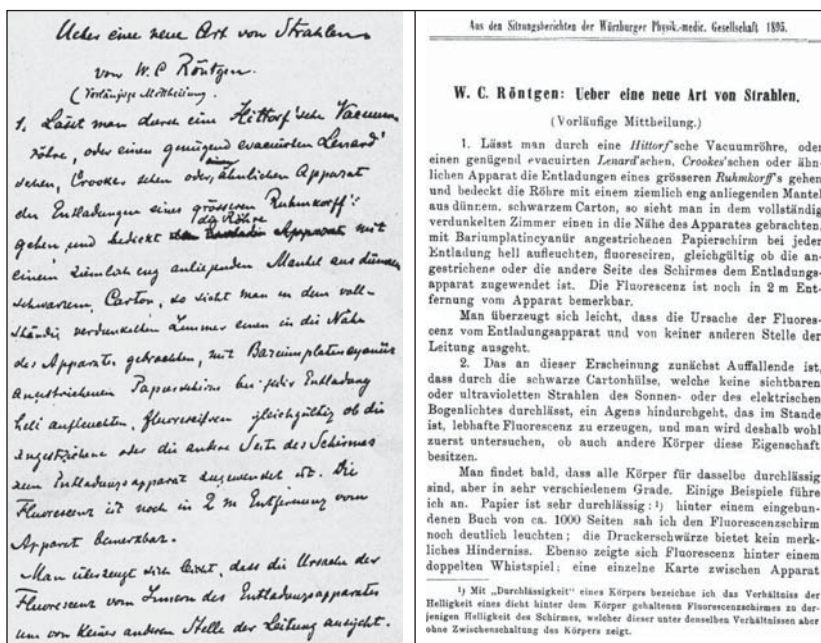 Ueber eine neue Art von Strahlen
von W. C. Röntgen.
(Vorläufige Mittheilung.
1. Lässt man durch eine Hittorf'sche Vacuum
röhre, oder einen genügend evacuirten Lenard'
schen, Crookes'schen oder ähnlichen Apparat
die Entladungen eines grösseren Ruhmkorff's
gehen und bedeckt die Röhre mit
einem ziemlich eng anliegenden Mantel aus dünnem
schwarzem, Carton, so sieht man in dem voll-
ständig verdunkelten Zimmer einen in die Nähe
des Apparates gebrachten, mit Bariumplatincyanür
angestrichenen Papierschirm bei jeder Entladung
hell aufleuchten, fluoresciren gleichgültig ob die
angestrichene oder die andere Seite des Schirmes
dem Entladungsapparat zugewendet ist. Die
Fluorescenz ist noch in 2 m Entfernung vom
Apparat bemerkbar.
Man überzeugt sich leicht, dass die Ursache der
Fluorescenz vom Innern des Entladungsapparates
und von keiner anderen Stelle der Leitung ausgeht.
Aus den Sitzungsberichten der Würzburger Physik.-medic. Gesellschaft 1895.
W. C. Röntgen: Ueber eine neue Art von Strahlen.
(Vorläufige Mittheilung.)
1. Lässt man durch eine Hittorf'sche Vacuumröhre, oder
einen genügend evacuirten Lenard'schen, Crookes'schen oder ähn-
lichen Apparat die Entladungen eines grösseren Ruhmkorff's gehen
und bedeckt die Röhre mit einem ziemlich eng anliegenden Mantel
aus dünnem, schwarzem Carton, so sieht man in dem vollständig
verdunkelten Zimmer einen in die Nähe des Apparates gebrachten,
mit Bariumplatincyanür angestrichenen Papierschirm bei jeder
Entladung hell aufleuchten, fluoresciren, gleichgültig ob die an-
gestrichene oder die andere Seite des Schirmes dem Entladungs-
apparat zugewendet ist. Die Fluorescenz ist noch in 2 m Ent-
fernung vom Apparat bemerkbar.
Man überzeugt sich leicht, dass die Ursache der Fluores-
cenz vom Entladungsapparat und von keiner anderen Stelle der
Leitung ausgeht.
2. Das an dieser Erscheinung zunächst Auffallende ist,
dass durch die schwarze Cartonhülse, welche keine sichtbaren
oder ultravioletten Strahlen des Sonnen- oder des elektrischen
Bogenlichtes durchlässt, ein Agens hindurchgeht, das im Stande
ist, lebhafte Fluorescenz zu erzeugen, und man wird deshalb wohl
zuerst untersuchen, ob auch andere Körper diese Eigenschaft
besitzen.
Man findet bald, dass alle Körper für dasselbe durchlässig
sind, aber in sehr verschiedenem Grade. Einige Beispiele führe
ich an. Papier ist sehr durchlässig: ¹) hinter einem eingebun-
denen Buch von ca. 1000 Seiten sah ich den Fluorescenzschirm
noch deutlich leuchten; die Druckerschwärze bietet kein merk-
liches Hinderniss. Ebenso zeigte sich Fluorescenz hinter einem
doppelten Whistspiel; eine einzelne Karte zwischen Apparat
¹) Mit „Durchlässigkeit" eines Körpers bezeichne ich das Verhältniss der
Helligkeit eines dicht hinter dem Körper gehaltenen Fluorescenzschirmes zu der-
jenigen Helligkeit des Schirmes, welcher dieser unter denselben Verhältnissen aber
ohne Zwischenschaltung des Körpers zeigt.